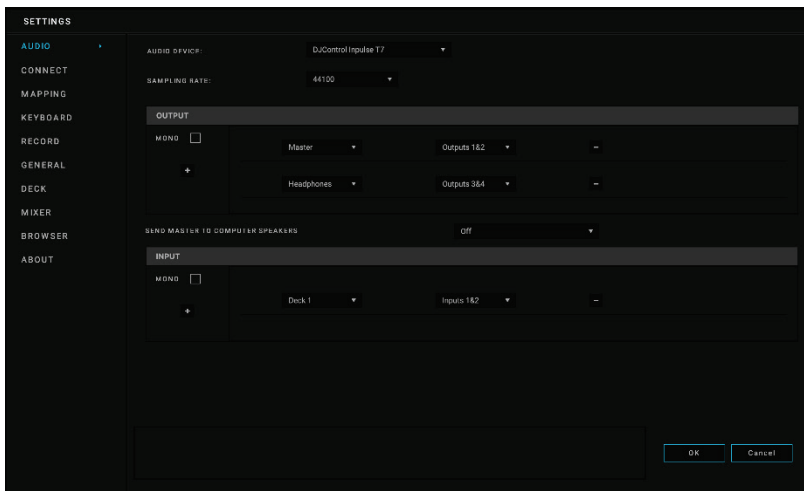 SETTINGS
AUDIO
CONNECT
MAPPING
KEYBOARD
RECORD
GENERAL
DECK
MIXER
BROWSER
ABOUT
AUDIO DEVICE: DJControl Inpulse T7
SAMPLING RATE: 44100
OUTPUT
MONO
+
Master Outputs 1&2 -
Headphones Outputs 3&4 -
SEND MASTER TO COMPUTER SPEAKERS Off
INPUT
MONO
+
Deck 1 Inputs 1&2 -
OK Cancel